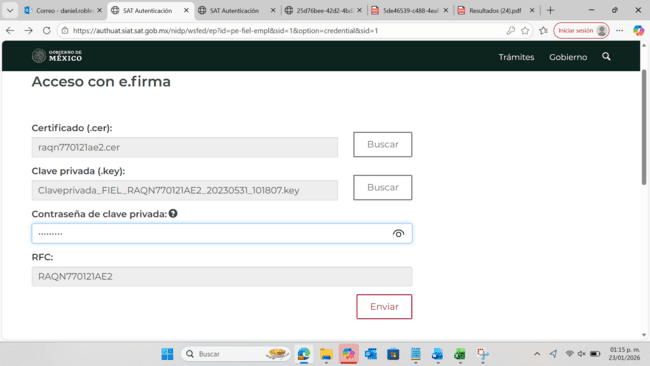 Correo - daniel.roble
SAT Autenticación
SAT Autenticación
25d76bee-42d2-4b
5de46539-c488-4ea
Resultados (2).pdf
https://authuat.siat.sat.gob.mx/nidp/wsfed/ep?id=pe-fiel-empl&sid=1&option=credential&sid=1
Iniciar sesión
GOBIERNO DE
MÉXICO
Trámites
Gobierno
Acceso con e.firma
Certificado (.cer):
raqn770121ae2.cer
Buscar
Clave privada (.key):
Claveprivada_FIEL_RAQN770121AE2_20230531_101807.key
Buscar
Contraseña de clave privada:
RFC:
RAQN770121AE2
Enviar
Buscar
01:15 p. m.
23/01/2026